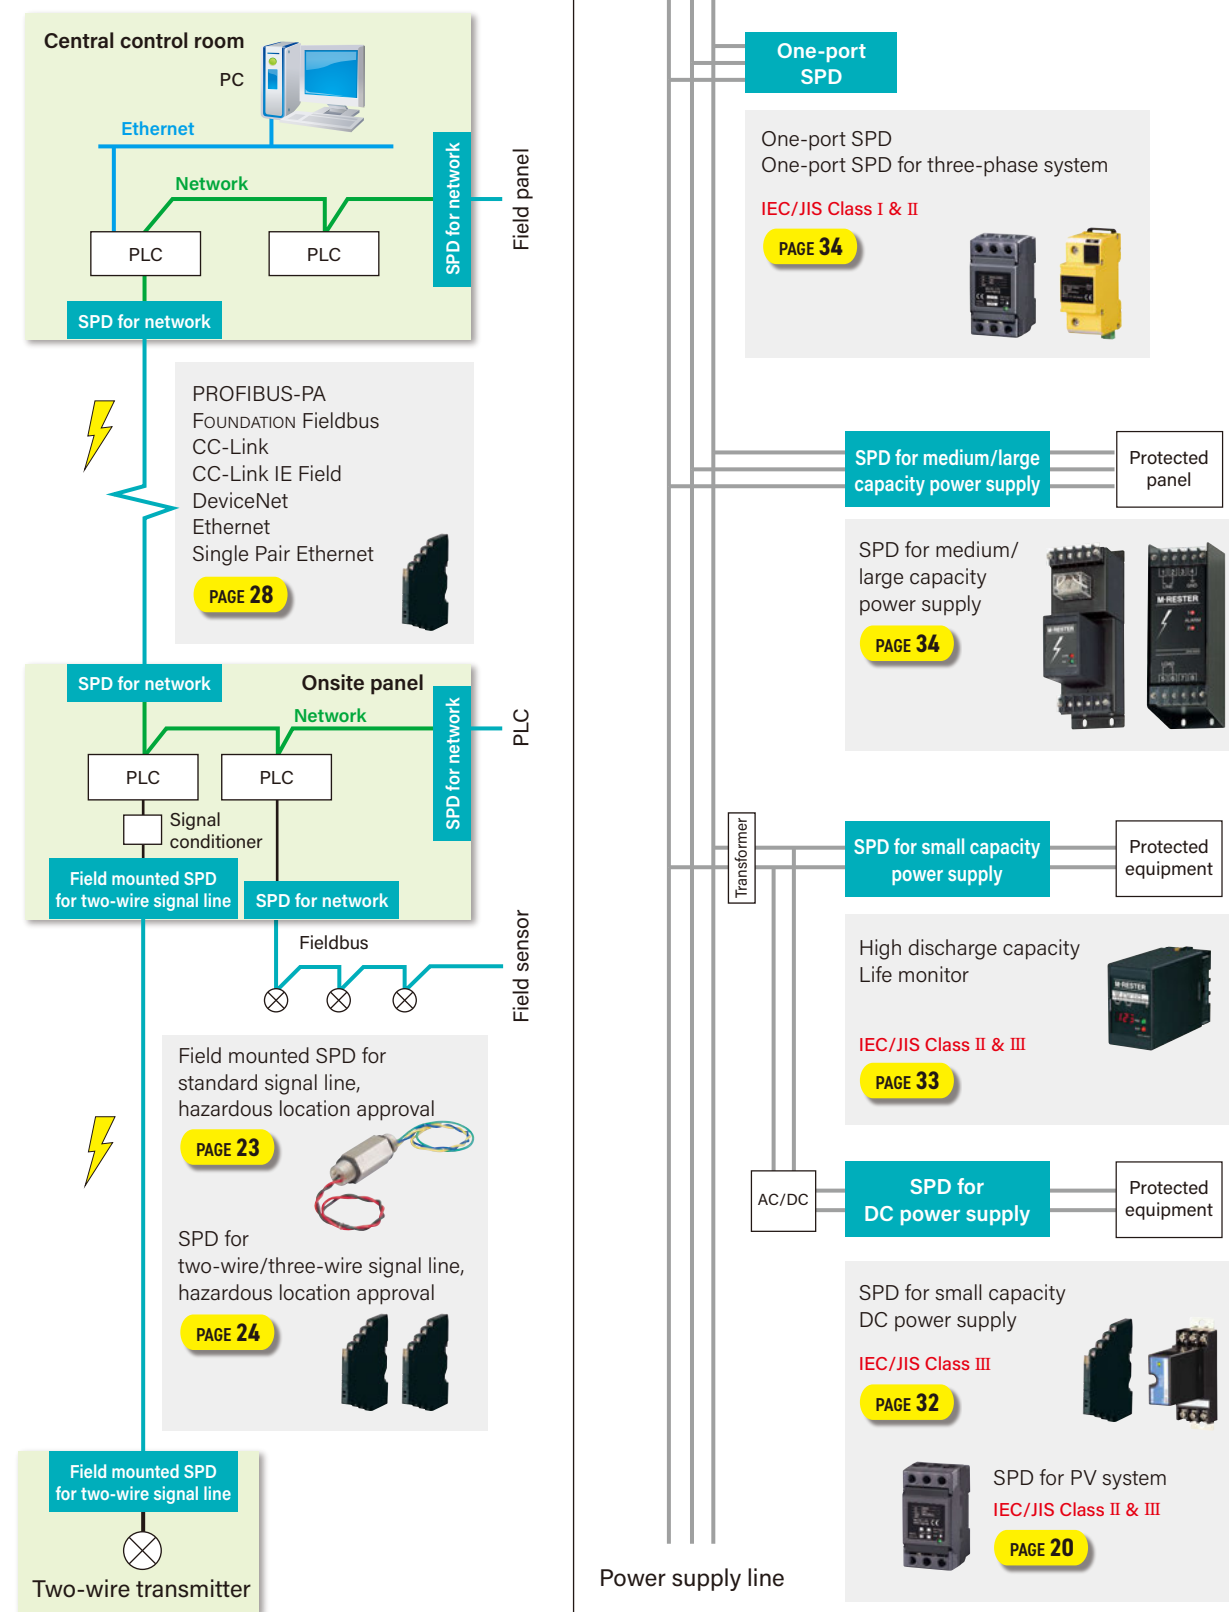 Central control room
PC
Ethernet
Network
PLC
PLC
SPD for network
Field panel
SPD for network
PROFIBUS-PA
FOUNDATION Fieldbus
CC-Link
CC-Link IE Field
DeviceNet
Ethernet
Single Pair Ethernet
PAGE 28
SPD for network
Onsite panel
Network
SPD for network
PLC
PLC
PLC
Signal
conditioner
Field mounted SPD
for two-wire signal line
SPD for network
Fieldbus
Field sensor
Field mounted SPD for
standard signal line,
hazardous location approval
PAGE 23
SPD for
two-wire/three-wire signal line,
hazardous location approval
PAGE 24
Field mounted SPD
for two-wire signal line
Two-wire transmitter
One-port
SPD
One-port SPD
One-port SPD for three-phase system
IEC/JIS Class I & II
PAGE 34
SPD for medium/large
capacity power supply
Protected
panel
SPD for medium/
large capacity
power supply
PAGE 34
M-RESTER
M-RESTER
ALARM
Transformer
SPD for small capacity
power supply
Protected
equipment
High discharge capacity
Life monitor
M-RESTER
IEC/JIS Class II & III
PAGE 33
AC/DC
SPD for
DC power supply
Protected
equipment
SPD for small capacity
DC power supply
IEC/JIS Class III
PAGE 32
SPD for PV system
IEC/JIS Class II & III
PAGE 20
Power supply line